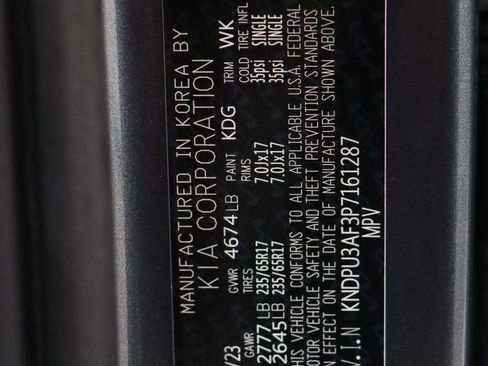 MANUFACTURED IN KOREA BY
KIA CORPORATION
GVWR 4674 LB PAINT KDG TRIM WK
GAWR TIRES RIMS COLD TIRE INFL
2777 LB 235/65R17 7.0Jx17 35psi SINGLE
2645 LB 235/65R17 7.0Jx17 35psi SINGLE
THIS VEHICLE CONFORMS TO ALL APPLICABLE U.S.A. FEDERAL
MOTOR VEHICLE SAFETY AND THEFT PREVENTION STANDARDS
IN EFFECT ON THE DATE OF MANUFACTURE SHOWN ABOVE.
V.I.N KNDPU3AF3P7161287
MPV